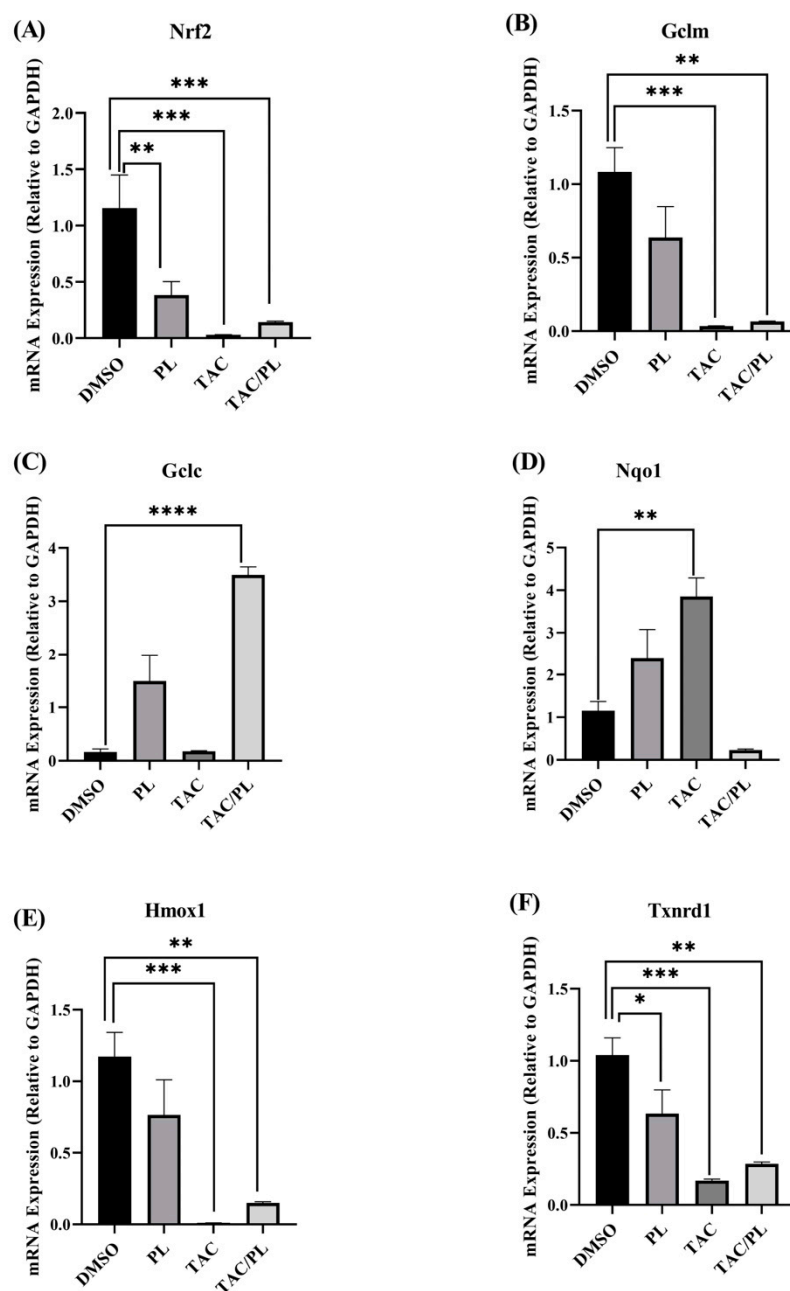 (A)
Nrf2
***
***
**
mRNA Expression (Relative to GAPDH)
2.0
1.5
1.0
0.5
0.0
DMSO
PL
TAC
TAC/PL
(B)
Gclm
**
***
mRNA Expression (Relative to GAPDH)
1.5
1.0
0.5
0.0
DMSO
PL
TAC
TAC/PL
(C)
Gclc
****
mRNA Expression (Relative to GAPDH)
4
3
2
1
0
DMSO
PL
TAC
TAC/PL
(D)
Nqo1
**
mRNA Expression (Relative to GAPDH)
5
4
3
2
1
0
DMSO
PL
TAC
TAC/PL
(E)
Hmox1
**
***
mRNA Expression (Relative to GAPDH)
1.5
1.0
0.5
0.0
DMSO
PL
TAC
TAC/PL
(F)
Txnrd1
**
***
*
mRNA Expression (Relative to GAPDH)
1.5
1.0
0.5
0.0
DMSO
PL
TAC
TAC/PL